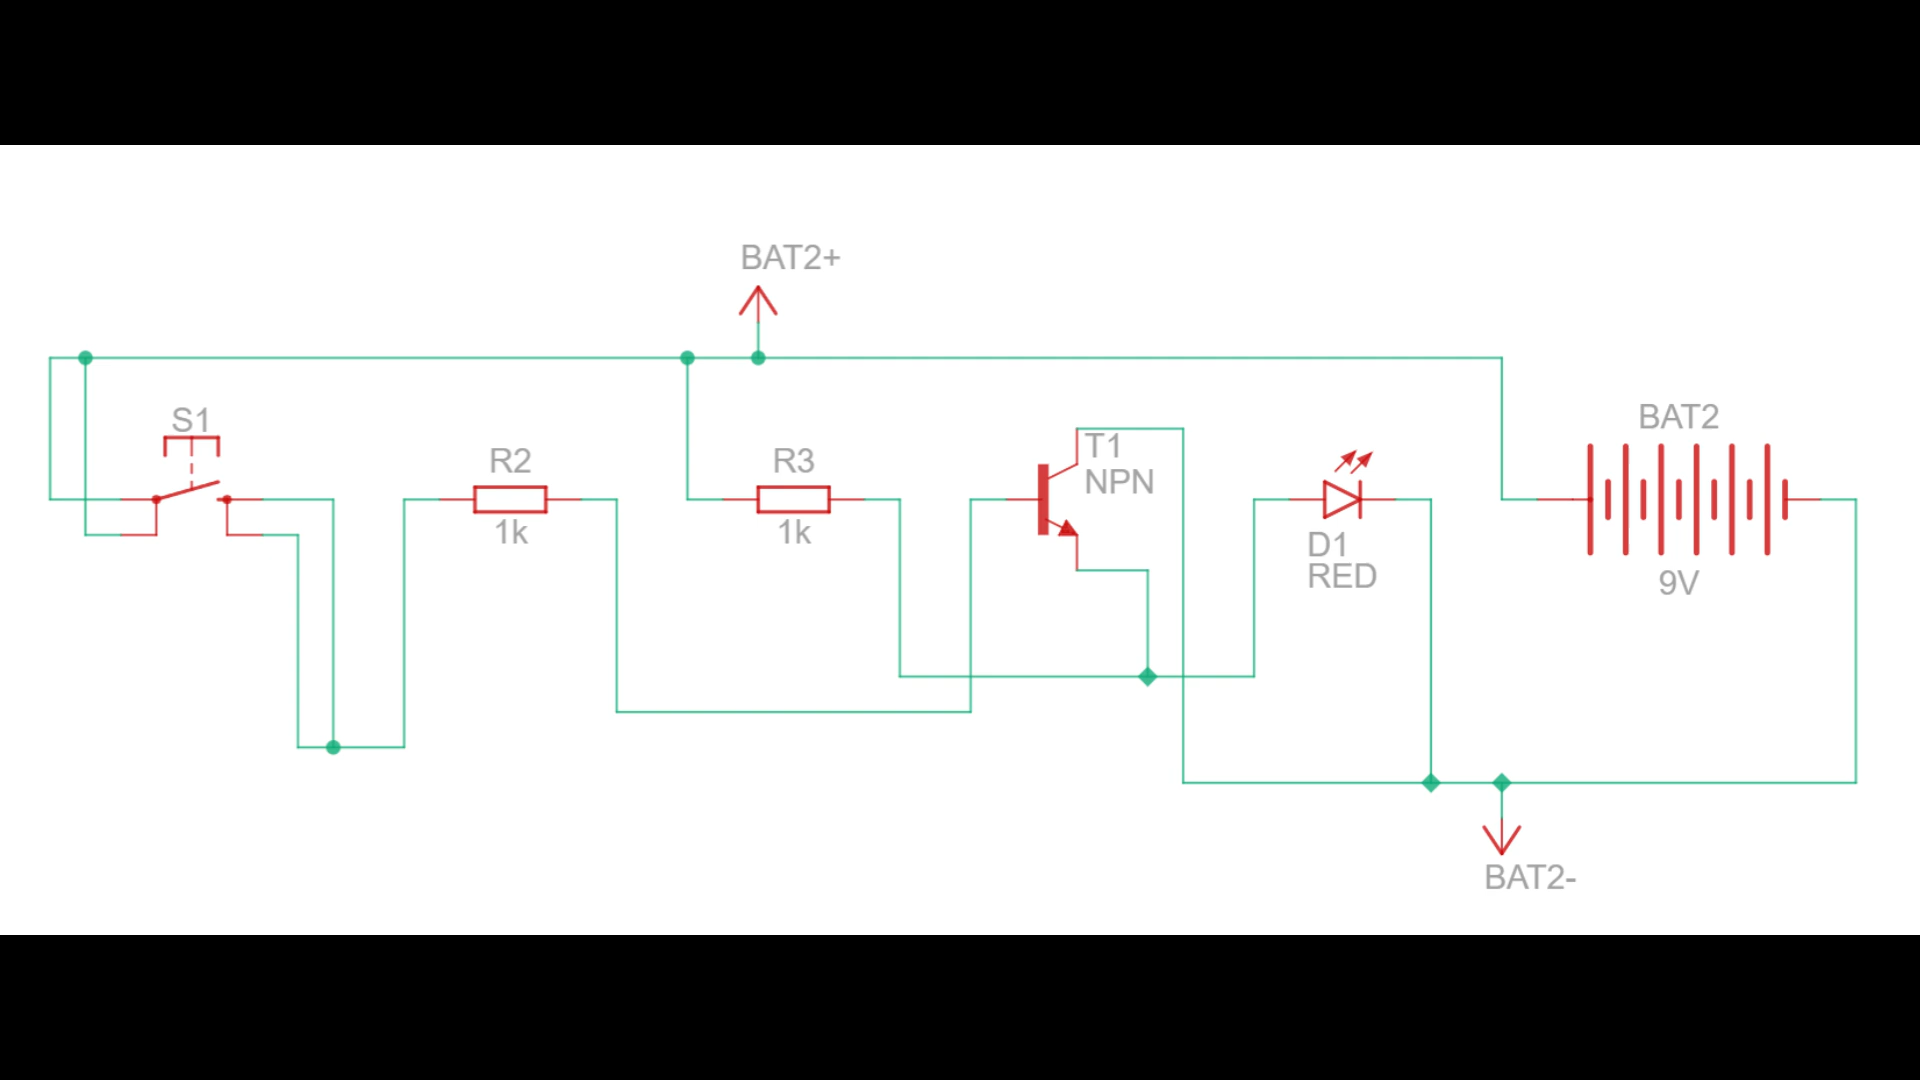 BAT2+
S1
R2
1k
R3
1k
T1
NPN
D1
RED
BAT2
9V
BAT2-